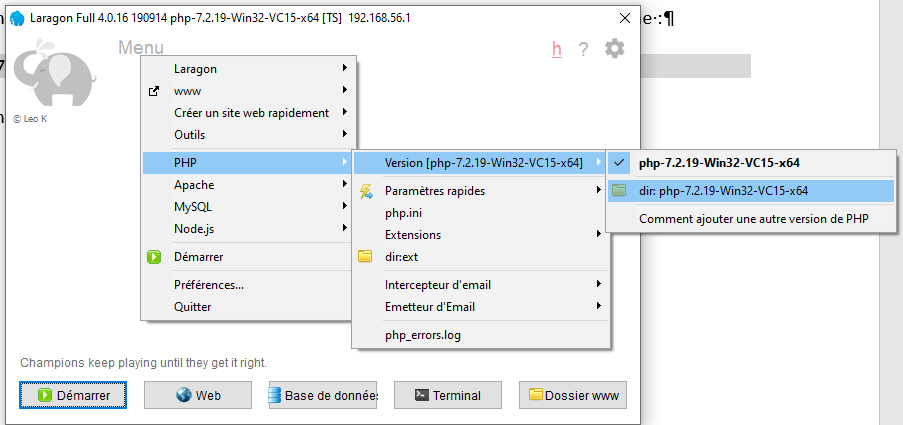 Laragon Full 4.0.16 190914 php-7.2.19-Win32-VC15-x64 [TS] 192.168.56.1
Menu
h ?
© Leo K
Laragon
www
Créer un site web rapidement
Outils
PHP
Apache
MySQL
Node.js
Démarrer
Préférences...
Quitter
Version [php-7.2.19-Win32-VC15-x64]
Paramètres rapides
php.ini
Extensions
dir:ext
Intercepteur d'email
Emetteur d'Email
php_errors.log
php-7.2.19-Win32-VC15-x64
dir: php-7.2.19-Win32-VC15-x64
Comment ajouter une autre version de PHP
Champions keep playing until they get it right.
Démarrer
Web
Base de données
Terminal
Dossier www